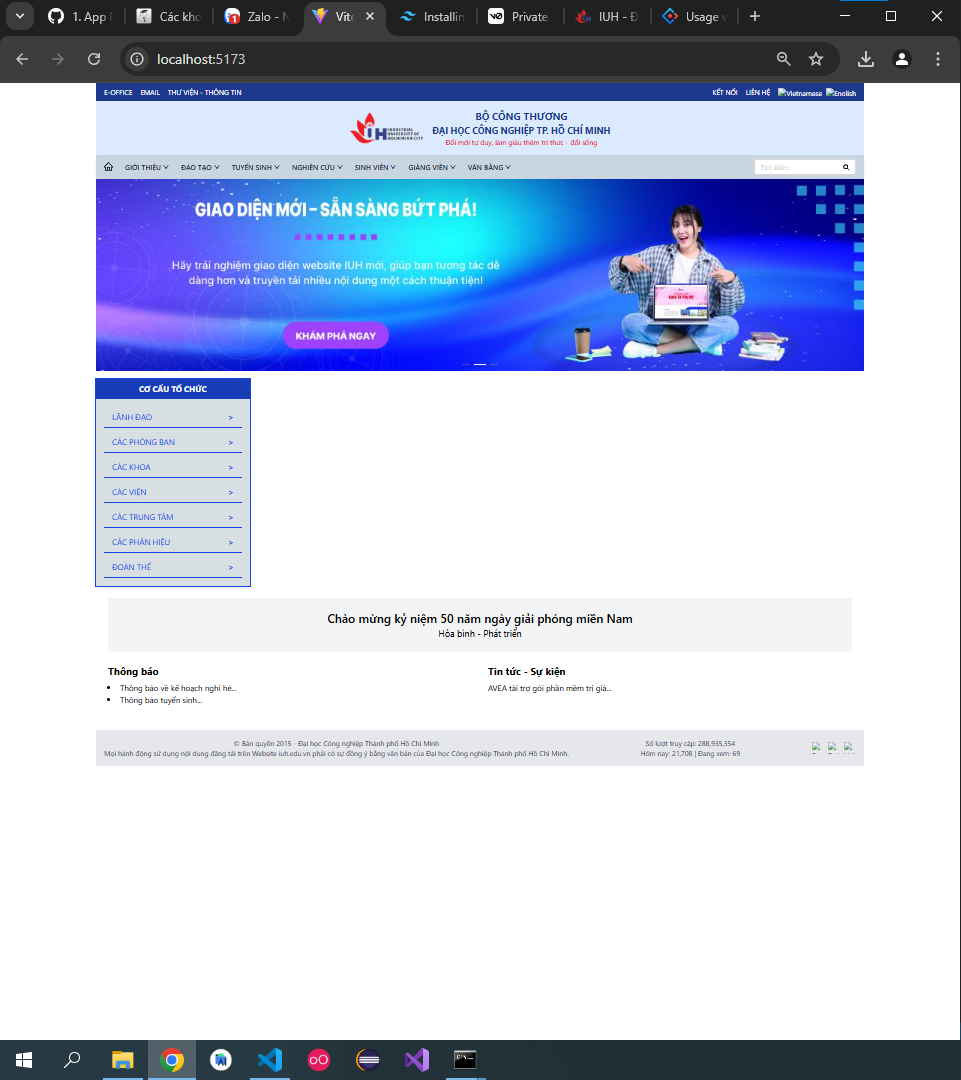 1. App
Các kho
Zalo - N
Vite
Installin
Private
IUH - Đ
Usage
localhost:5173
E-OFFICE EMAIL THƯ VIỆN - THÔNG TIN KẾT NỐI LIÊN HỆ Vietnamese English
BỘ CÔNG THƯƠNG
INDUSTRIAL UNIVERSITY OF HOCHIMINH CITY
ĐẠI HỌC CÔNG NGHIỆP TP. HỒ CHÍ MINH
Đổi mới tư duy, làm giàu thêm tri thức - đổi sống
GIỚI THIỆU ĐÀO TẠO TUYỂN SINH NGHIÊN CỨU SINH VIÊN GIẢNG VIÊN VĂN BẰNG Tìm kiếm
GIAO DIỆN MỚI – SẴN SÀNG BỨT PHÁ!
Hãy trải nghiệm giao diện website IUH mới, giúp bạn tương tác dễ
dàng hơn và truyền tải nhiều nội dung một cách thuận tiện!
KHÁM PHÁ NGAY
CƠ CẤU TỔ CHỨC
LÃNH ĐẠO >
CÁC PHÒNG BAN >
CÁC KHOA >
CÁC VIỆN >
CÁC TRUNG TÂM >
CÁC PHÂN HIỆU >
ĐOÀN THỂ >
Chào mừng kỷ niệm 50 năm ngày giải phóng miền Nam
Hòa bình - Phát triển
Thông báo
Thông báo về kế hoạch nghỉ hè...
Thông báo tuyển sinh...
Tin tức - Sự kiện
AVEA tài trợ gói phần mềm trị giá...
© Bản quyền 2015 - Đại học Công nghiệp Thành phố Hồ Chí Minh
Mọi hành động sử dụng nội dung đăng tải trên Website iuh.edu.vn phải có sự đồng ý bằng văn bản của Đại học Công nghiệp Thành phố Hồ Chí Minh.
Số lượt truy cập: 288,935,354
Hôm nay: 21,708 | Đang xem: 69